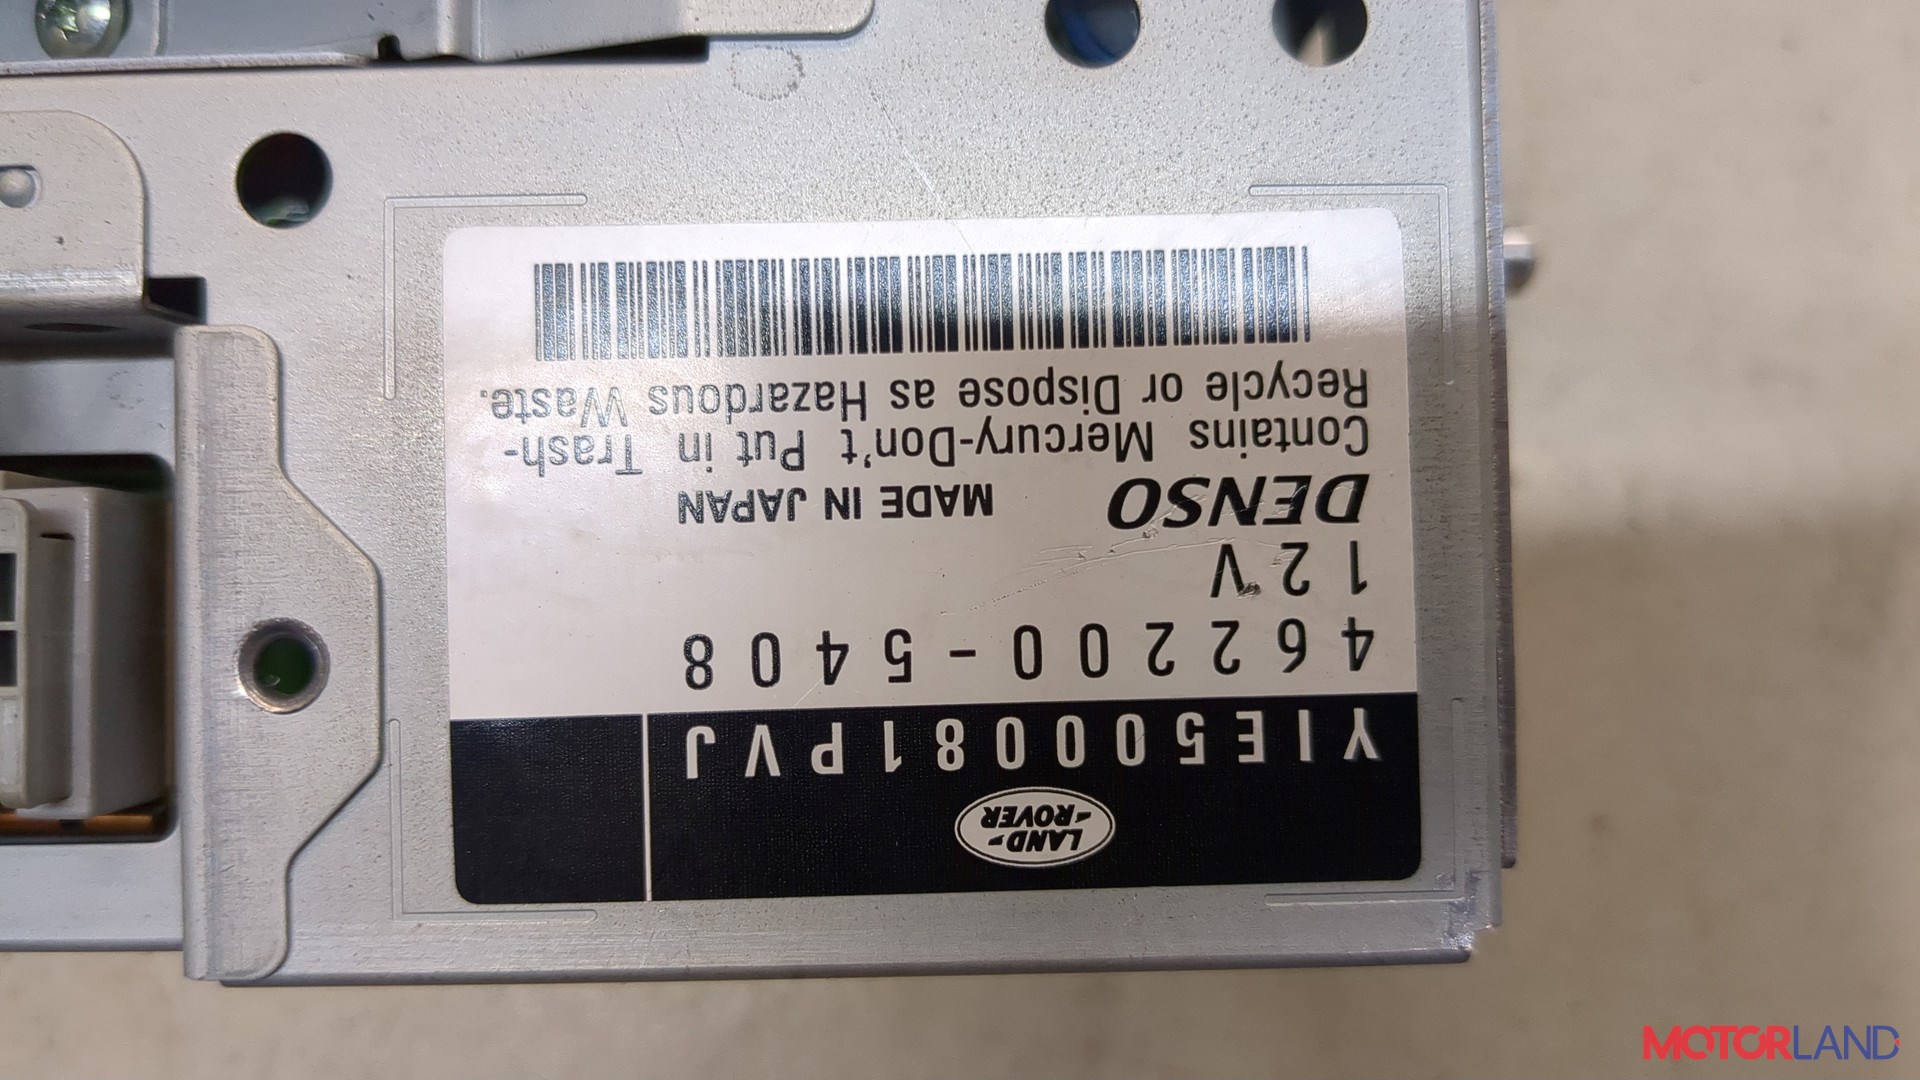 LAND-
-ROVER
YIE500081PVJ
462200-5408
12V
DENSO MADE IN JAPAN
Contains Mercury-Don't Put in Trash-
Recycle or Dispose as Hazardous Waste.
MOTORLAND